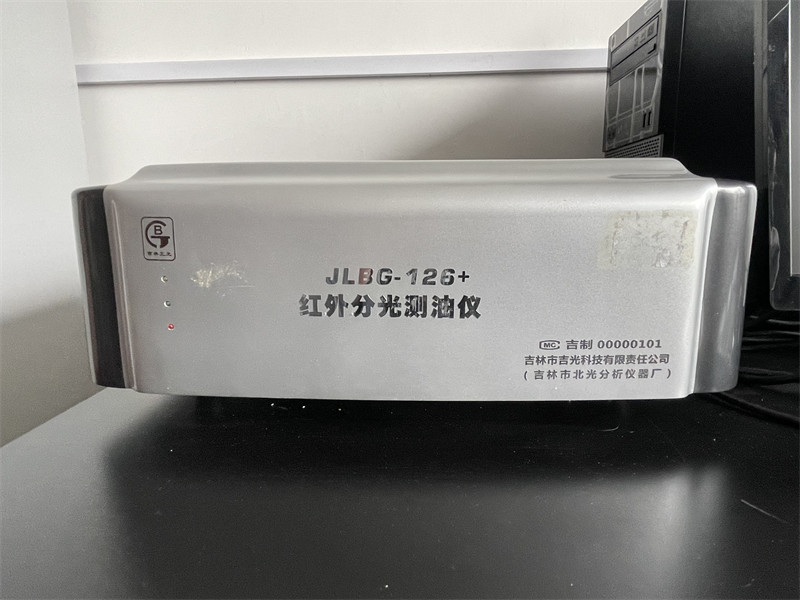 JLBG-126+
红外分光测油仪
MC 吉制 00000101
吉林市吉光科技有限责任公司
(吉林市北光分析仪器厂)